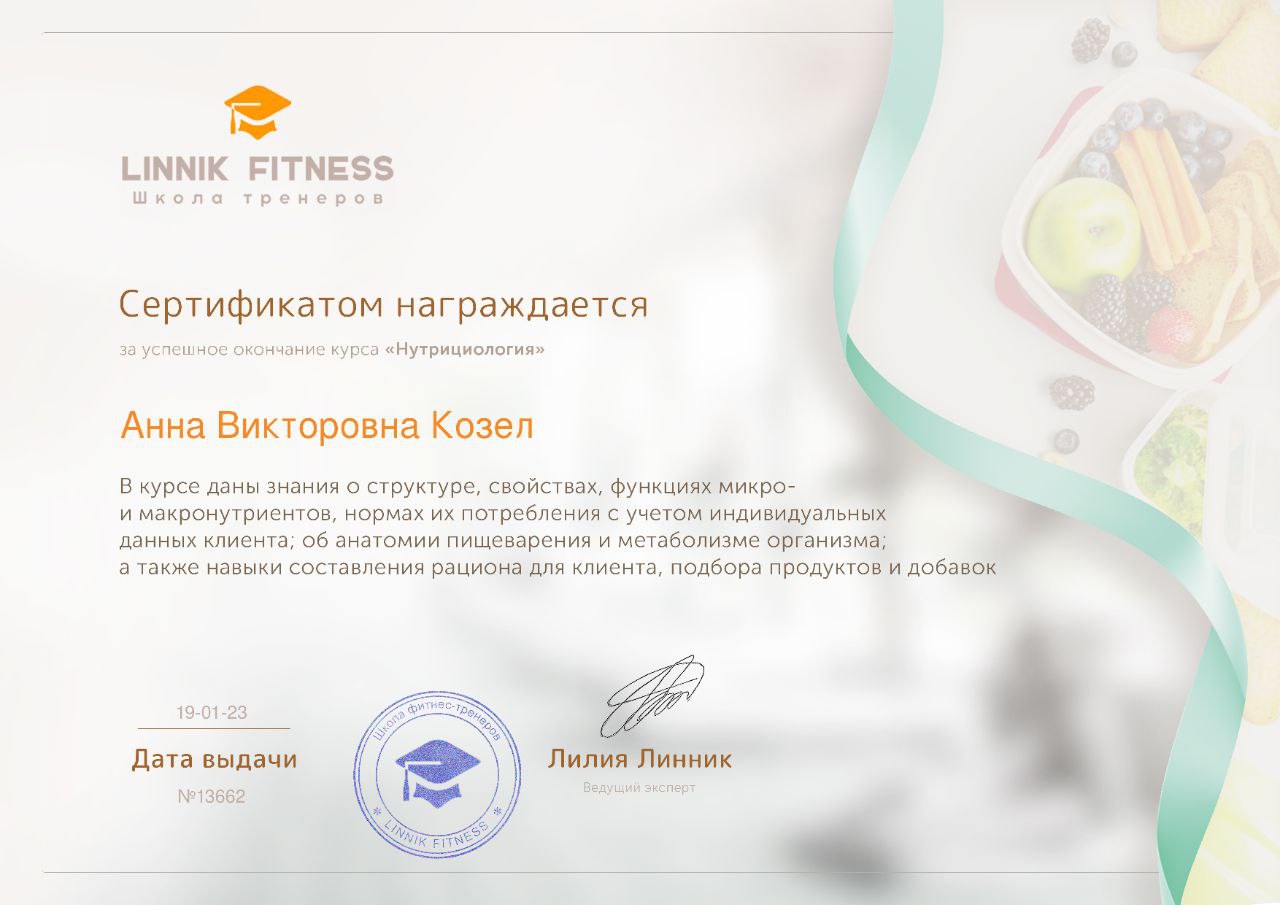 LINNIK FITNESS
Школа тренеров
Сертификатом награждается
за успешное окончание курса «Нутрициология»
Анна Викторовна Козел
В курсе даны знания о структуре, свойствах, функциях микро-
и макронутриентов, нормах их потребления с учетом индивидуальных
данных клиента; об анатомии пищеварения и метаболизме организма;
а также навыки составления рациона для клиента, подбора продуктов и добавок
19-01-23
Дата выдачи
№13662
Школа фитнес-тренеров
* LINNIK FITNESS *
Лилия Линник
Ведущий эксперт